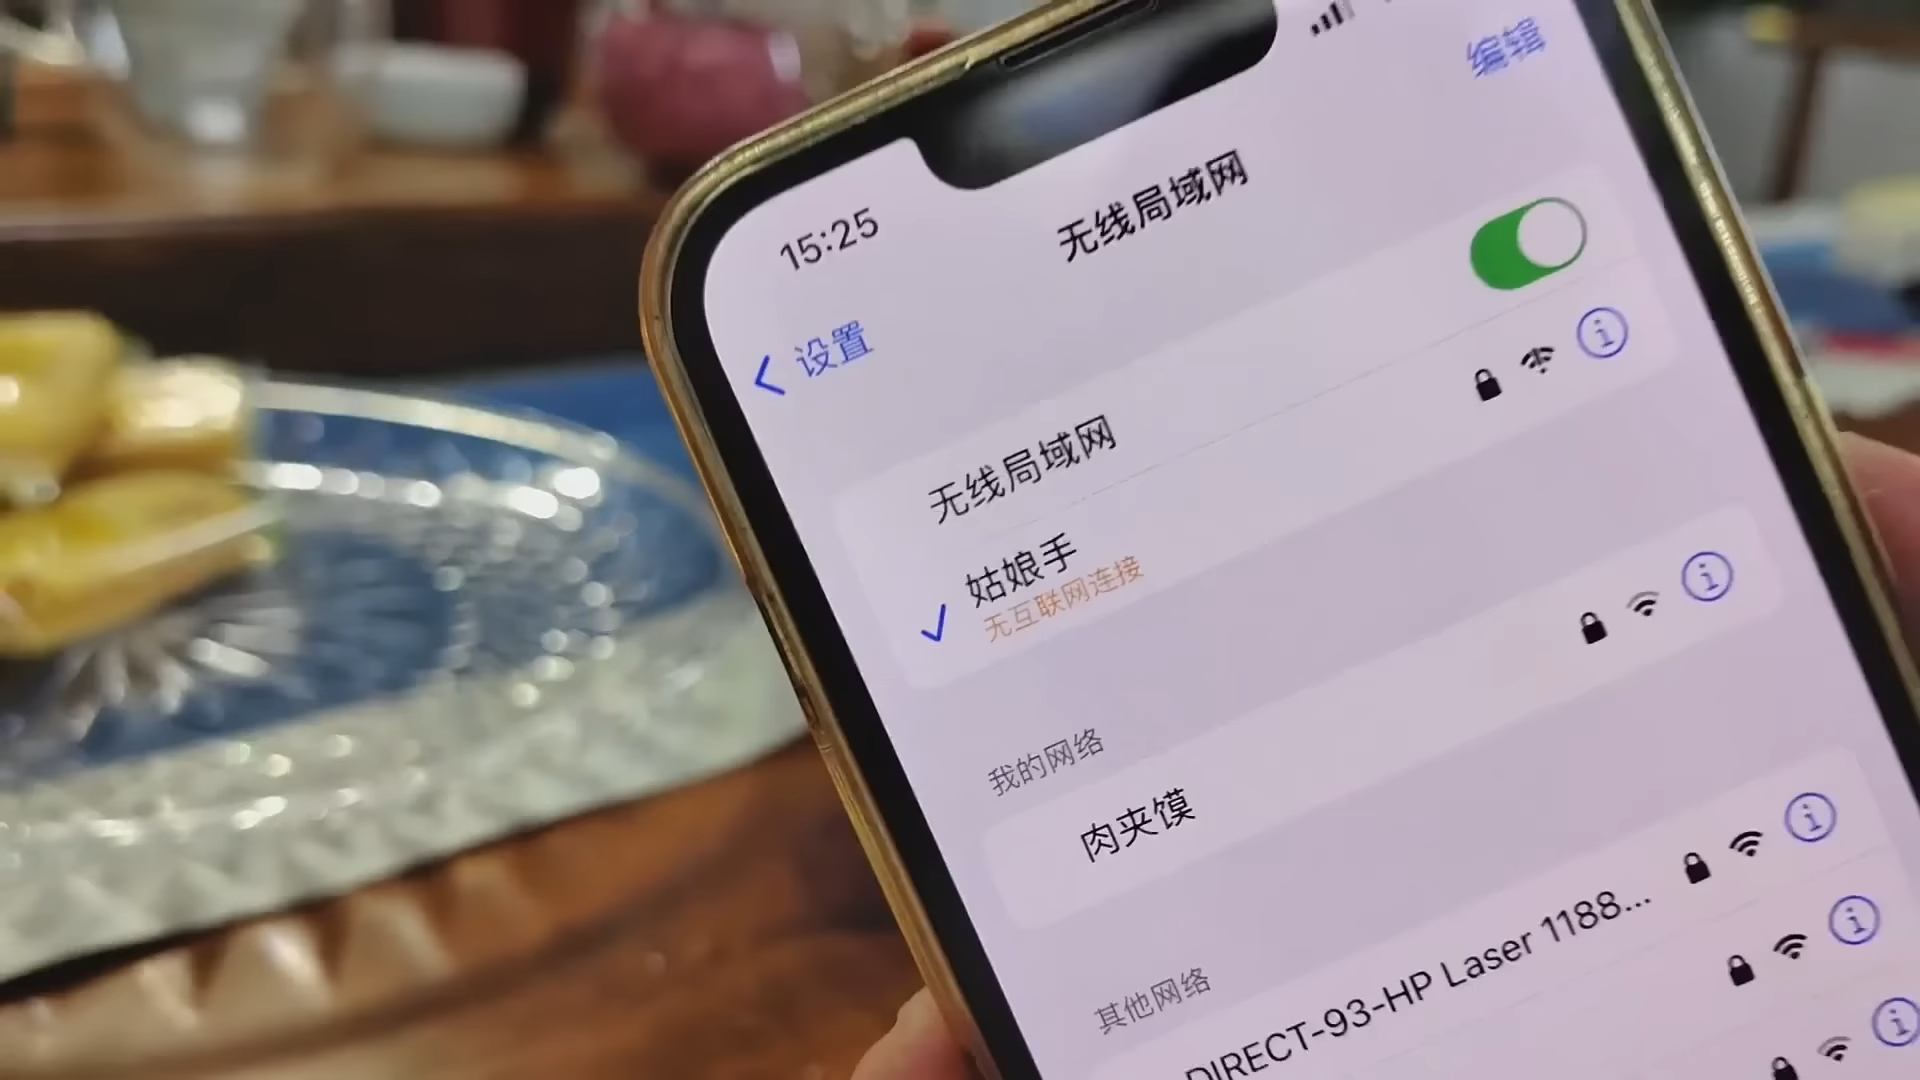 15:25
编辑
无线局域网
设置
无线局域网
姑娘手
无互联网连接
我的网络
肉夹馍
其他网络
DIRECT-93-HP Laser 1188...